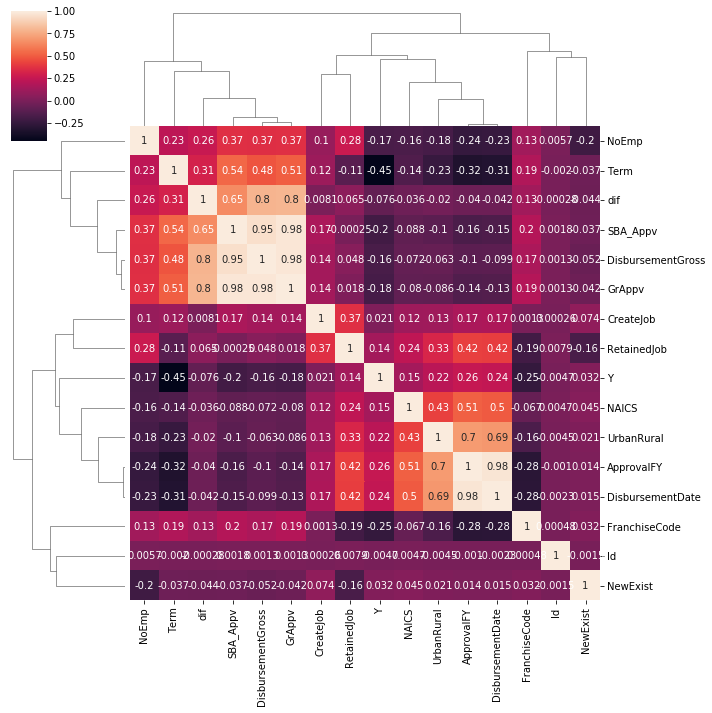 1.00
0.75
0.50
0.25
0.00
−0.25
1 0.23 0.26 0.37 0.37 0.37 0.1 0.28 -0.17 -0.16 -0.18 -0.24 -0.23 0.13 0.0057 -0.2 NoEmp
0.23 1 0.31 0.54 0.48 0.51 0.12 -0.11 -0.45 -0.14 -0.23 -0.32 -0.31 0.19 -0.002 -0.037 Term
0.26 0.31 1 0.65 0.8 0.8 0.0081 0.065 -0.076 -0.036 -0.02 -0.04 -0.042 0.13 -0.00028 -0.044 dif
0.37 0.54 0.65 1 0.95 0.98 0.17 -0.00025 -0.2 -0.088 -0.1 -0.16 -0.15 0.2 0.0018 -0.037 SBA_Appv
0.37 0.48 0.8 0.95 1 0.98 0.14 0.048 -0.16 -0.072 -0.063 -0.1 -0.099 0.17 0.0013 -0.052 DisbursementGross
0.37 0.51 0.8 0.98 0.98 1 0.14 0.018 -0.18 -0.08 -0.086 -0.14 -0.13 0.19 0.0013 -0.042 GrAppv
0.1 0.12 0.0081 0.17 0.14 0.14 1 0.37 0.021 0.12 0.13 0.17 0.17 0.0013 0.074 CreateJob
0.28 -0.11 0.065 -0.00025 0.048 0.018 0.37 1 0.14 0.24 0.33 0.42 0.42 -0.19 -0.16 RetainedJob
-0.17 -0.45 -0.076 -0.2 -0.16 -0.18 0.021 0.14 1 0.15 0.22 0.26 0.24 -0.25 -0.0047 0.032 Y
-0.16 -0.14 -0.036 -0.088 -0.072 -0.08 0.12 0.24 0.15 1 0.43 0.51 0.5 -0.067 0.045 NAICS
-0.18 -0.23 -0.02 -0.1 -0.063 -0.086 0.13 0.33 0.22 0.43 1 0.7 0.69 -0.16 0.021 UrbanRural
-0.24 -0.32 -0.04 -0.16 -0.1 -0.14 0.17 0.42 0.26 0.51 0.7 1 0.98 -0.28 -0.001 0.014 ApprovalFY
-0.23 -0.31 -0.042 -0.15 -0.099 -0.13 0.17 0.42 0.24 0.5 0.69 0.98 1 -0.28 -0.0023 0.015 DisbursementDate
0.13 0.19 0.13 0.2 0.17 0.19 0.0013 -0.19 -0.25 -0.067 -0.16 -0.28 -0.28 1 0.032 FranchiseCode
0.0057 -0.002 -0.00028 0.0018 0.0013 0.0013 -0.0047 -0.001 -0.0023 1 -0.0015 Id
-0.2 -0.037 -0.044 -0.037 -0.052 -0.042 0.074 -0.16 0.032 0.045 0.021 0.014 0.015 0.032 -0.0015 1 NewExist
NoEmp
Term
dif
SBA_Appv
DisbursementGross
GrAppv
CreateJob
RetainedJob
Y
NAICS
UrbanRural
ApprovalFY
DisbursementDate
FranchiseCode
Id
NewExist